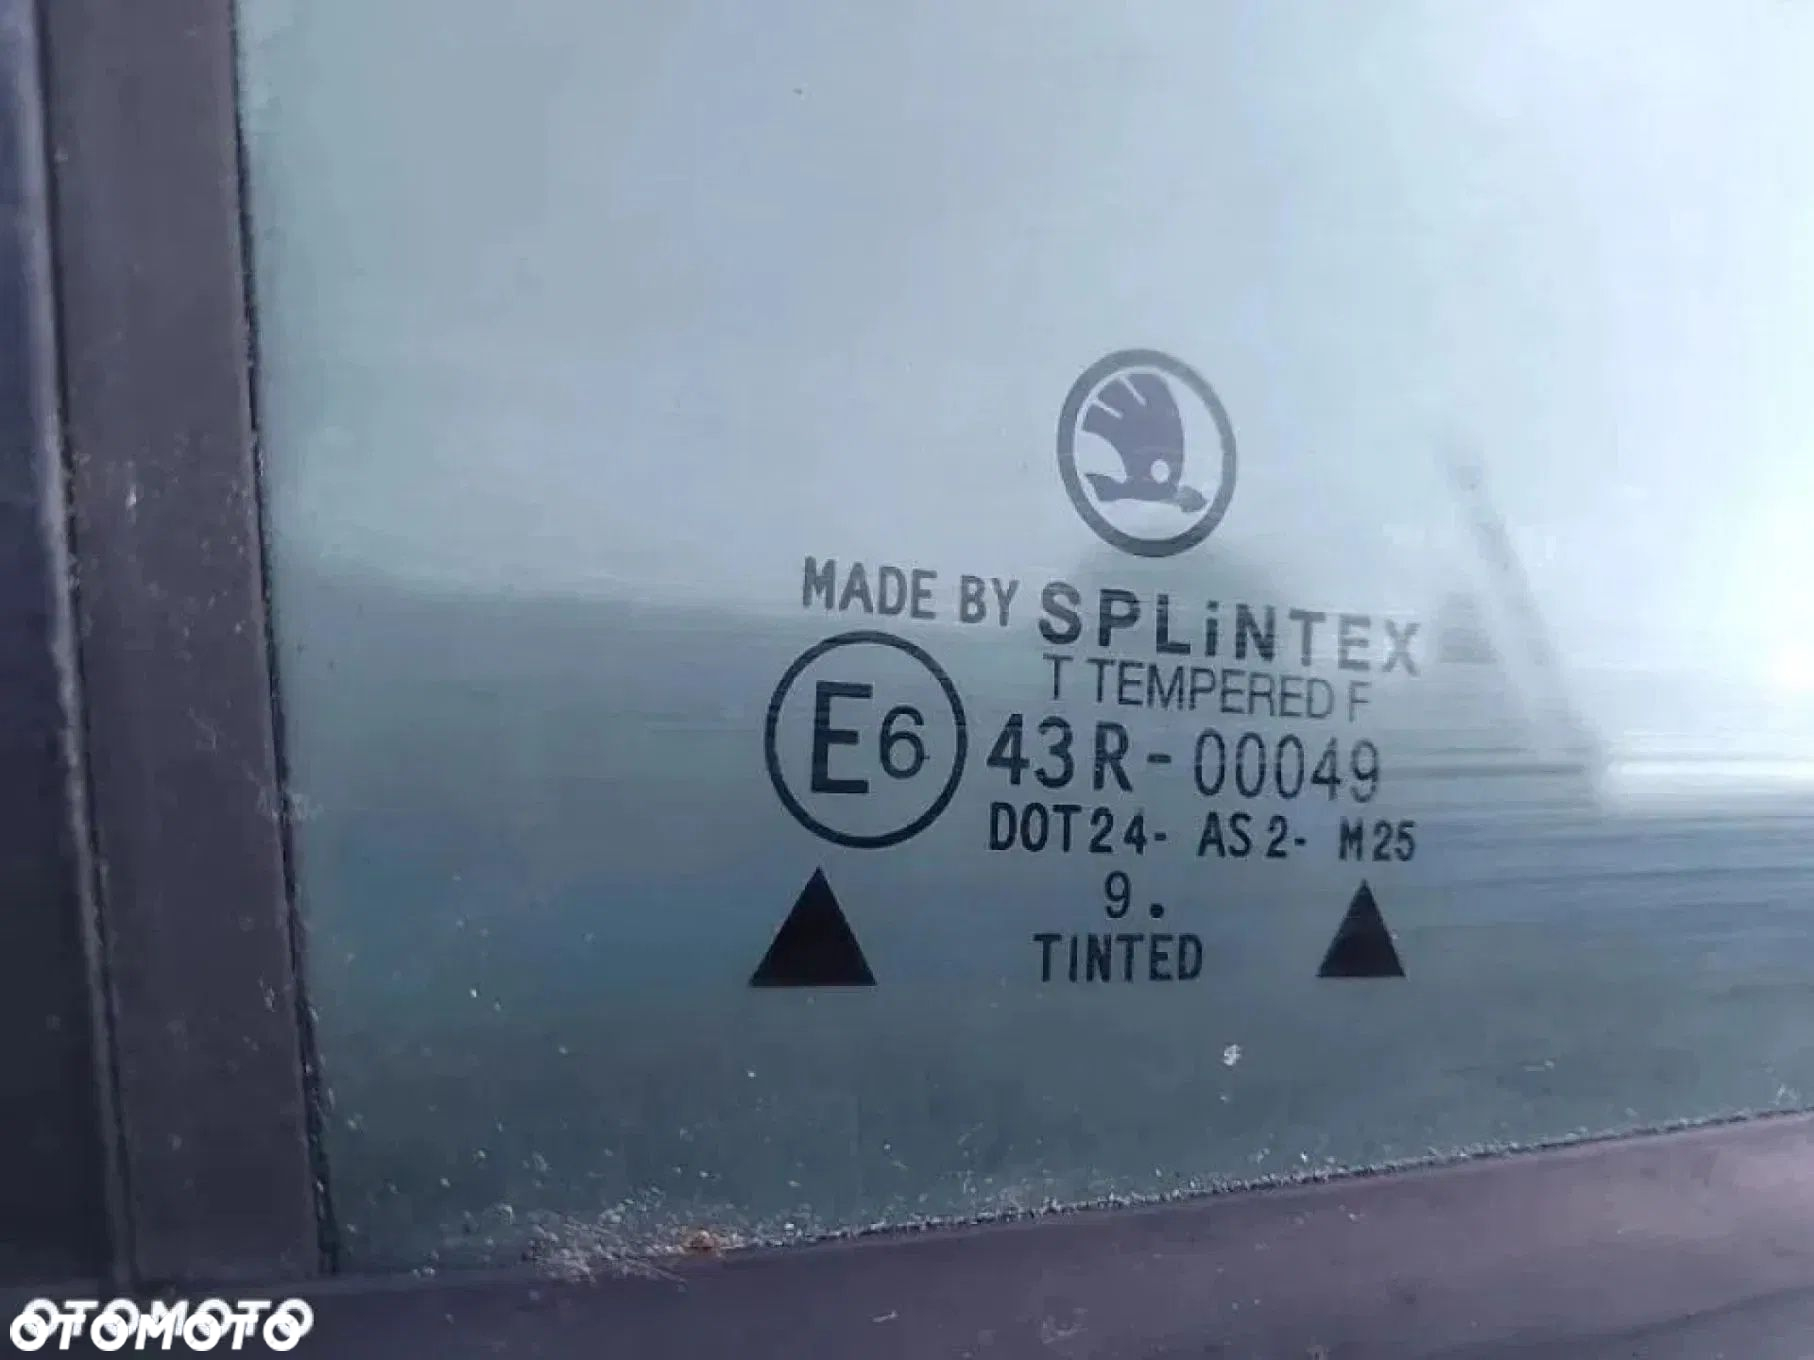 MADE BY SPLiNTEX
T TEMPERED F
E6 43R-00049
DOT24- AS2- M25
9.
TINTED
OTOMOTO